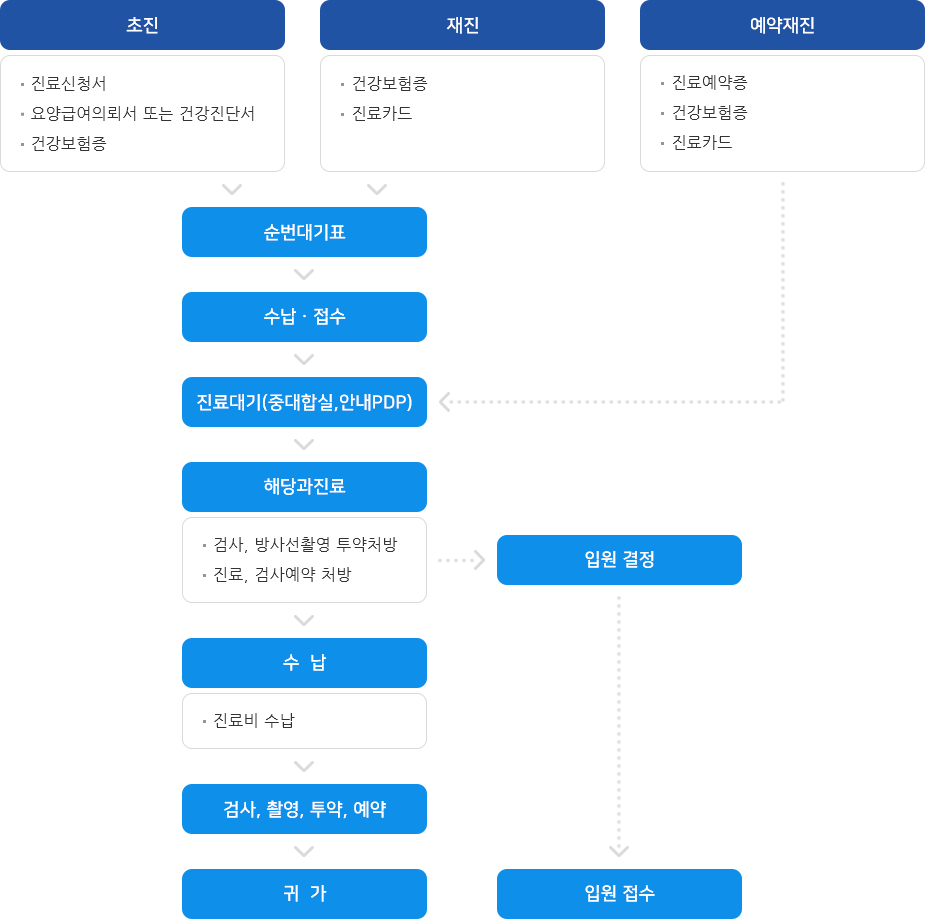 초진
진료신청서
요양급여의뢰서 또는 건강진단서
건강보험증
재진
건강보험증
진료카드
예약재진
진료예약증
건강보험증
진료카드
순번대기표
수납 · 접수
진료대기(중대합실,안내PDP)
해당과진료
검사, 방사선촬영 투약처방
진료, 검사예약 처방
입원 결정
수 납
진료비 수납
검사, 촬영, 투약, 예약
귀 가
입원 접수